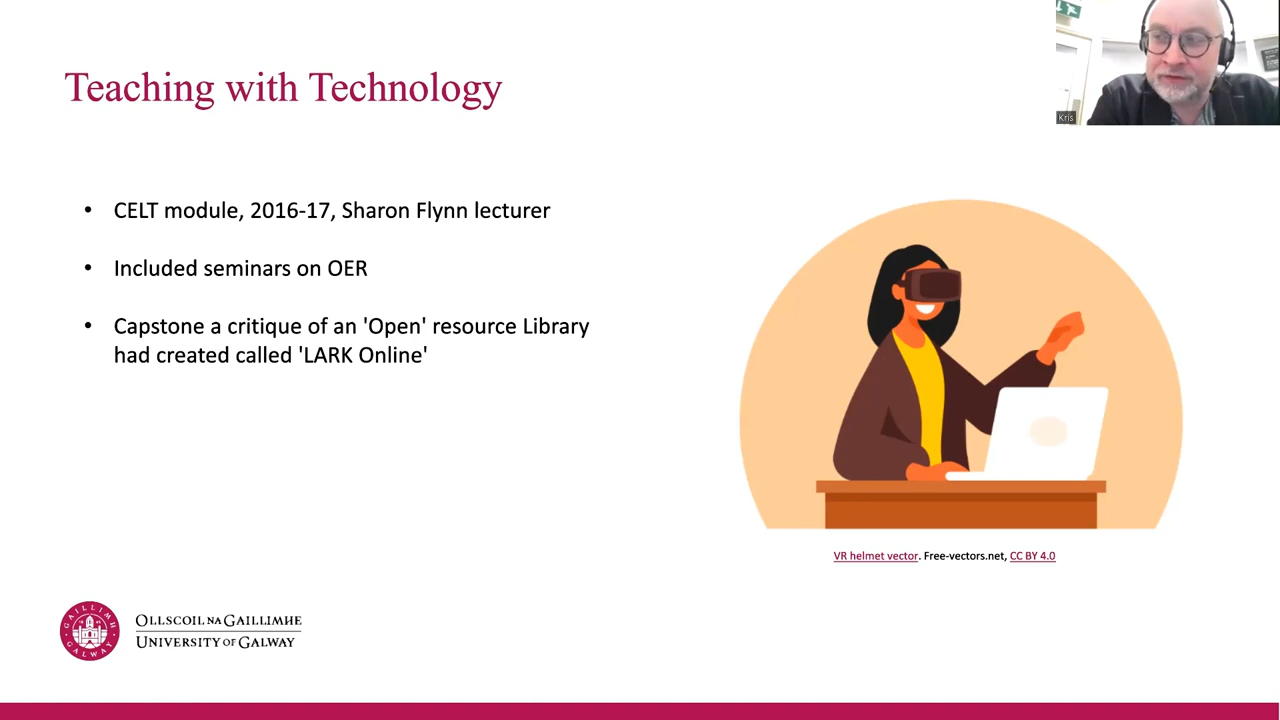 Teaching with Technology
Kris
• CELT module, 2016-17, Sharon Flynn lecturer
• Included seminars on OER
• Capstone a critique of an 'Open' resource Library
had created called 'LARK Online'
VR helmet vector. Free-vectors.net, CC BY 4.0
GAILLIMH
GALWAY
OLLSCOIL NA GAILLIMHE
UNIVERSITY OF GALWAY